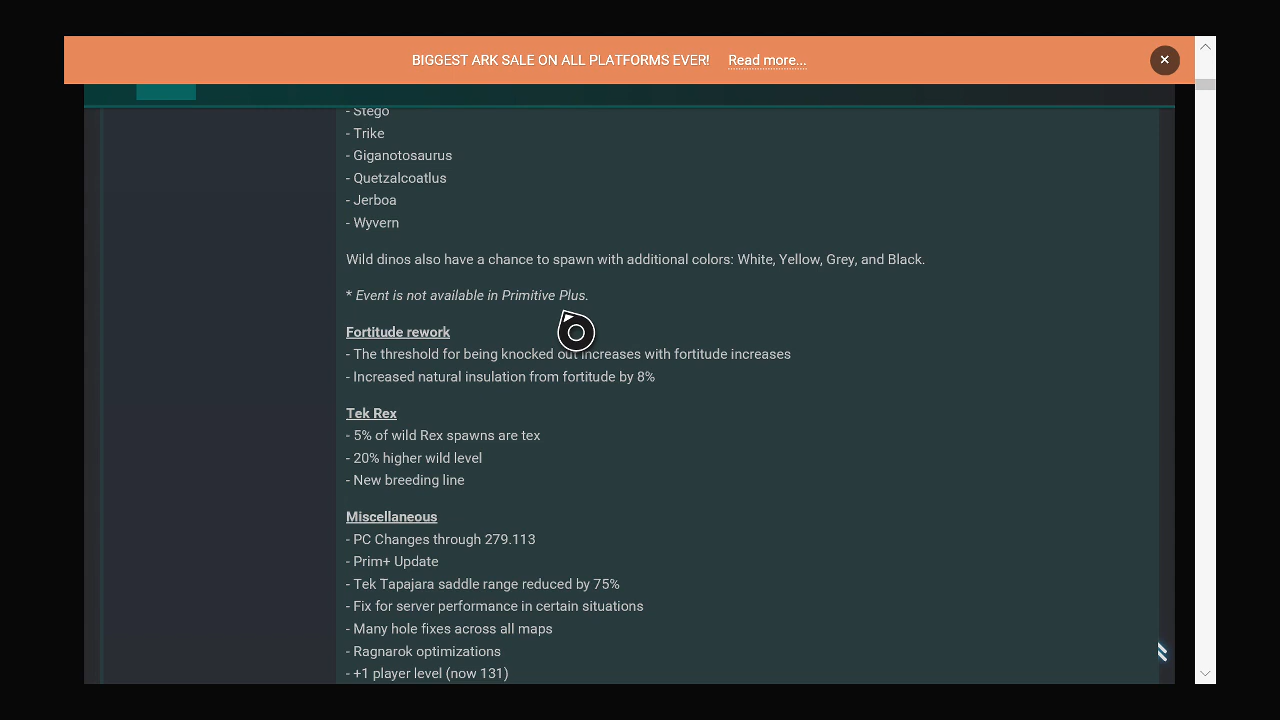 BIGGEST ARK SALE ON ALL PLATFORMS EVER! Read more...
- Stego
- Trike
- Giganotosaurus
- Quetzalcoatlus
- Jerboa
- Wyvern
Wild dinos also have a chance to spawn with additional colors: White, Yellow, Grey, and Black.
* Event is not available in Primitive Plus.
Fortitude rework
- The threshold for being knocked out increases with fortitude increases
- Increased natural insulation from fortitude by 8%
Tek Rex
- 5% of wild Rex spawns are tex
- 20% higher wild level
- New breeding line
Miscellaneous
- PC Changes through 279.113
- Prim+ Update
- Tek Tapajara saddle range reduced by 75%
- Fix for server performance in certain situations
- Many hole fixes across all maps
- Ragnarok optimizations
- +1 player level (now 131)